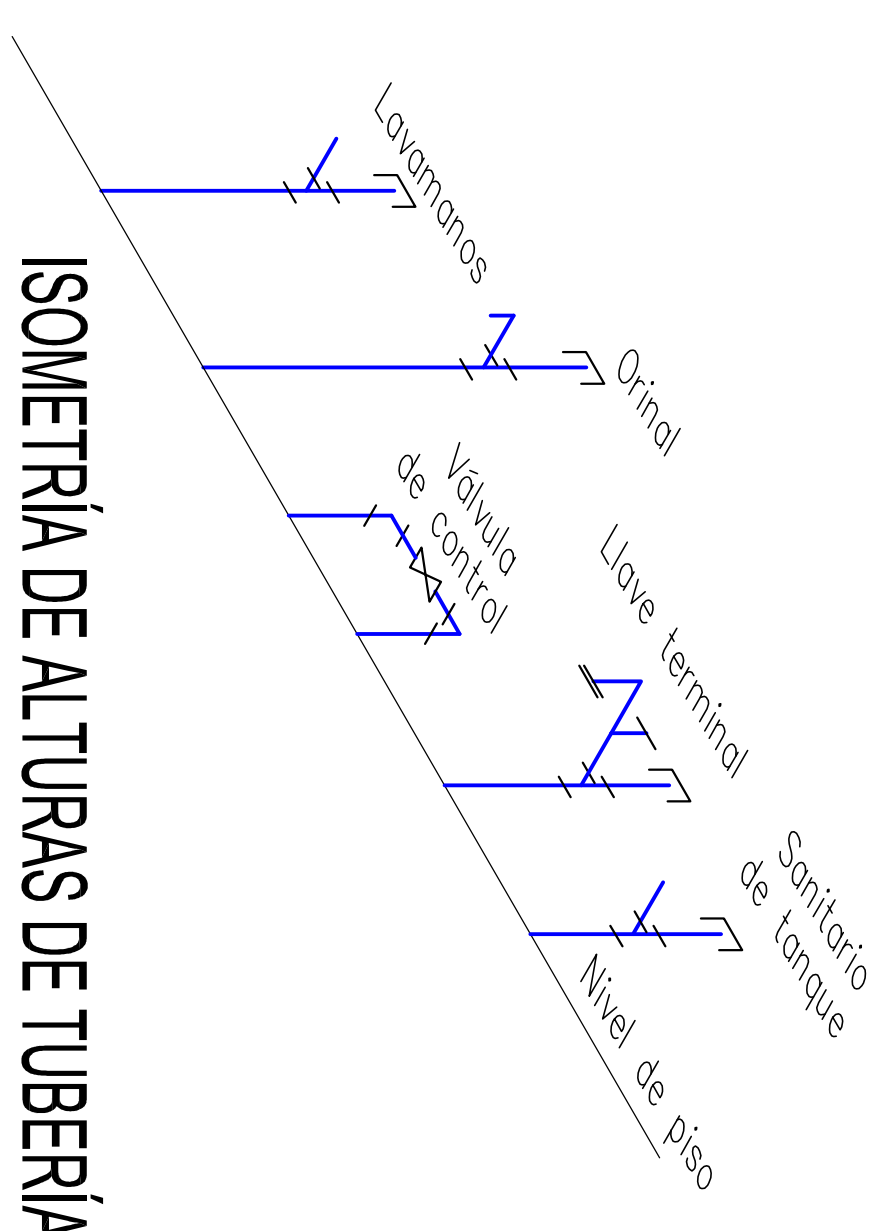 Lavamanos
Orinal
Válvula
de control
Llave terminal
Sanitario
de tanque
Nivel de piso
ISOMETRÍA DE ALTURAS DE TUBERÍA